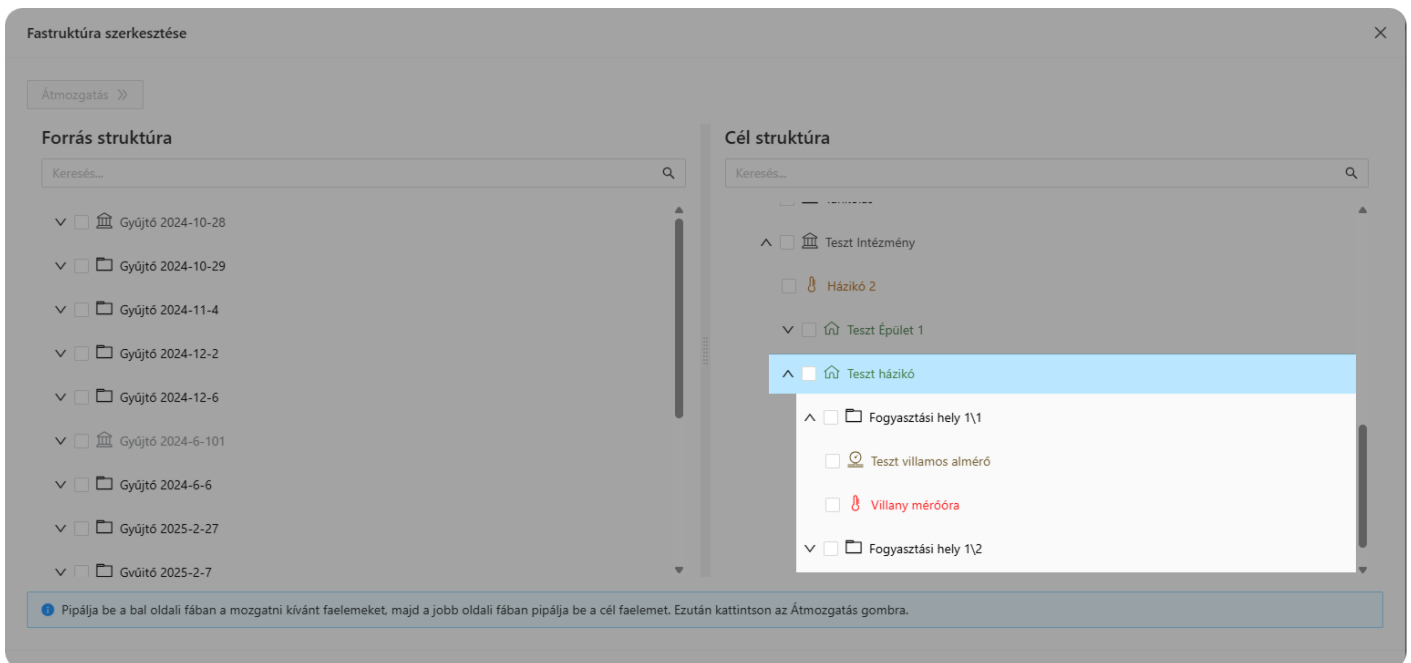 Fastruktúra szerkesztése
Átmozgatás
Forrás struktúra
Keresés...
Gyűjtő 2024-10-28
Gyűjtő 2024-10-29
Gyűjtő 2024-11-4
Gyűjtő 2024-12-2
Gyűjtő 2024-12-6
Gyűjtő 2024-6-101
Gyűjtő 2024-6-6
Gyűjtő 2025-2-27
Gyűjtő 2025-2-7
Cél struktúra
Keresés...
Teszt Intézmény
Házikó 2
Teszt Épület 1
Teszt házikó
Fogyasztási hely 1\1
Teszt villamos almérő
Villany mérőóra
Fogyasztási hely 1\2
Pipálja be a bal oldali fában a mozgatni kívánt faelemeket, majd a jobb oldali fában pipálja be a cél faelemet. Ezután kattintson az Átmozgatás gombra.